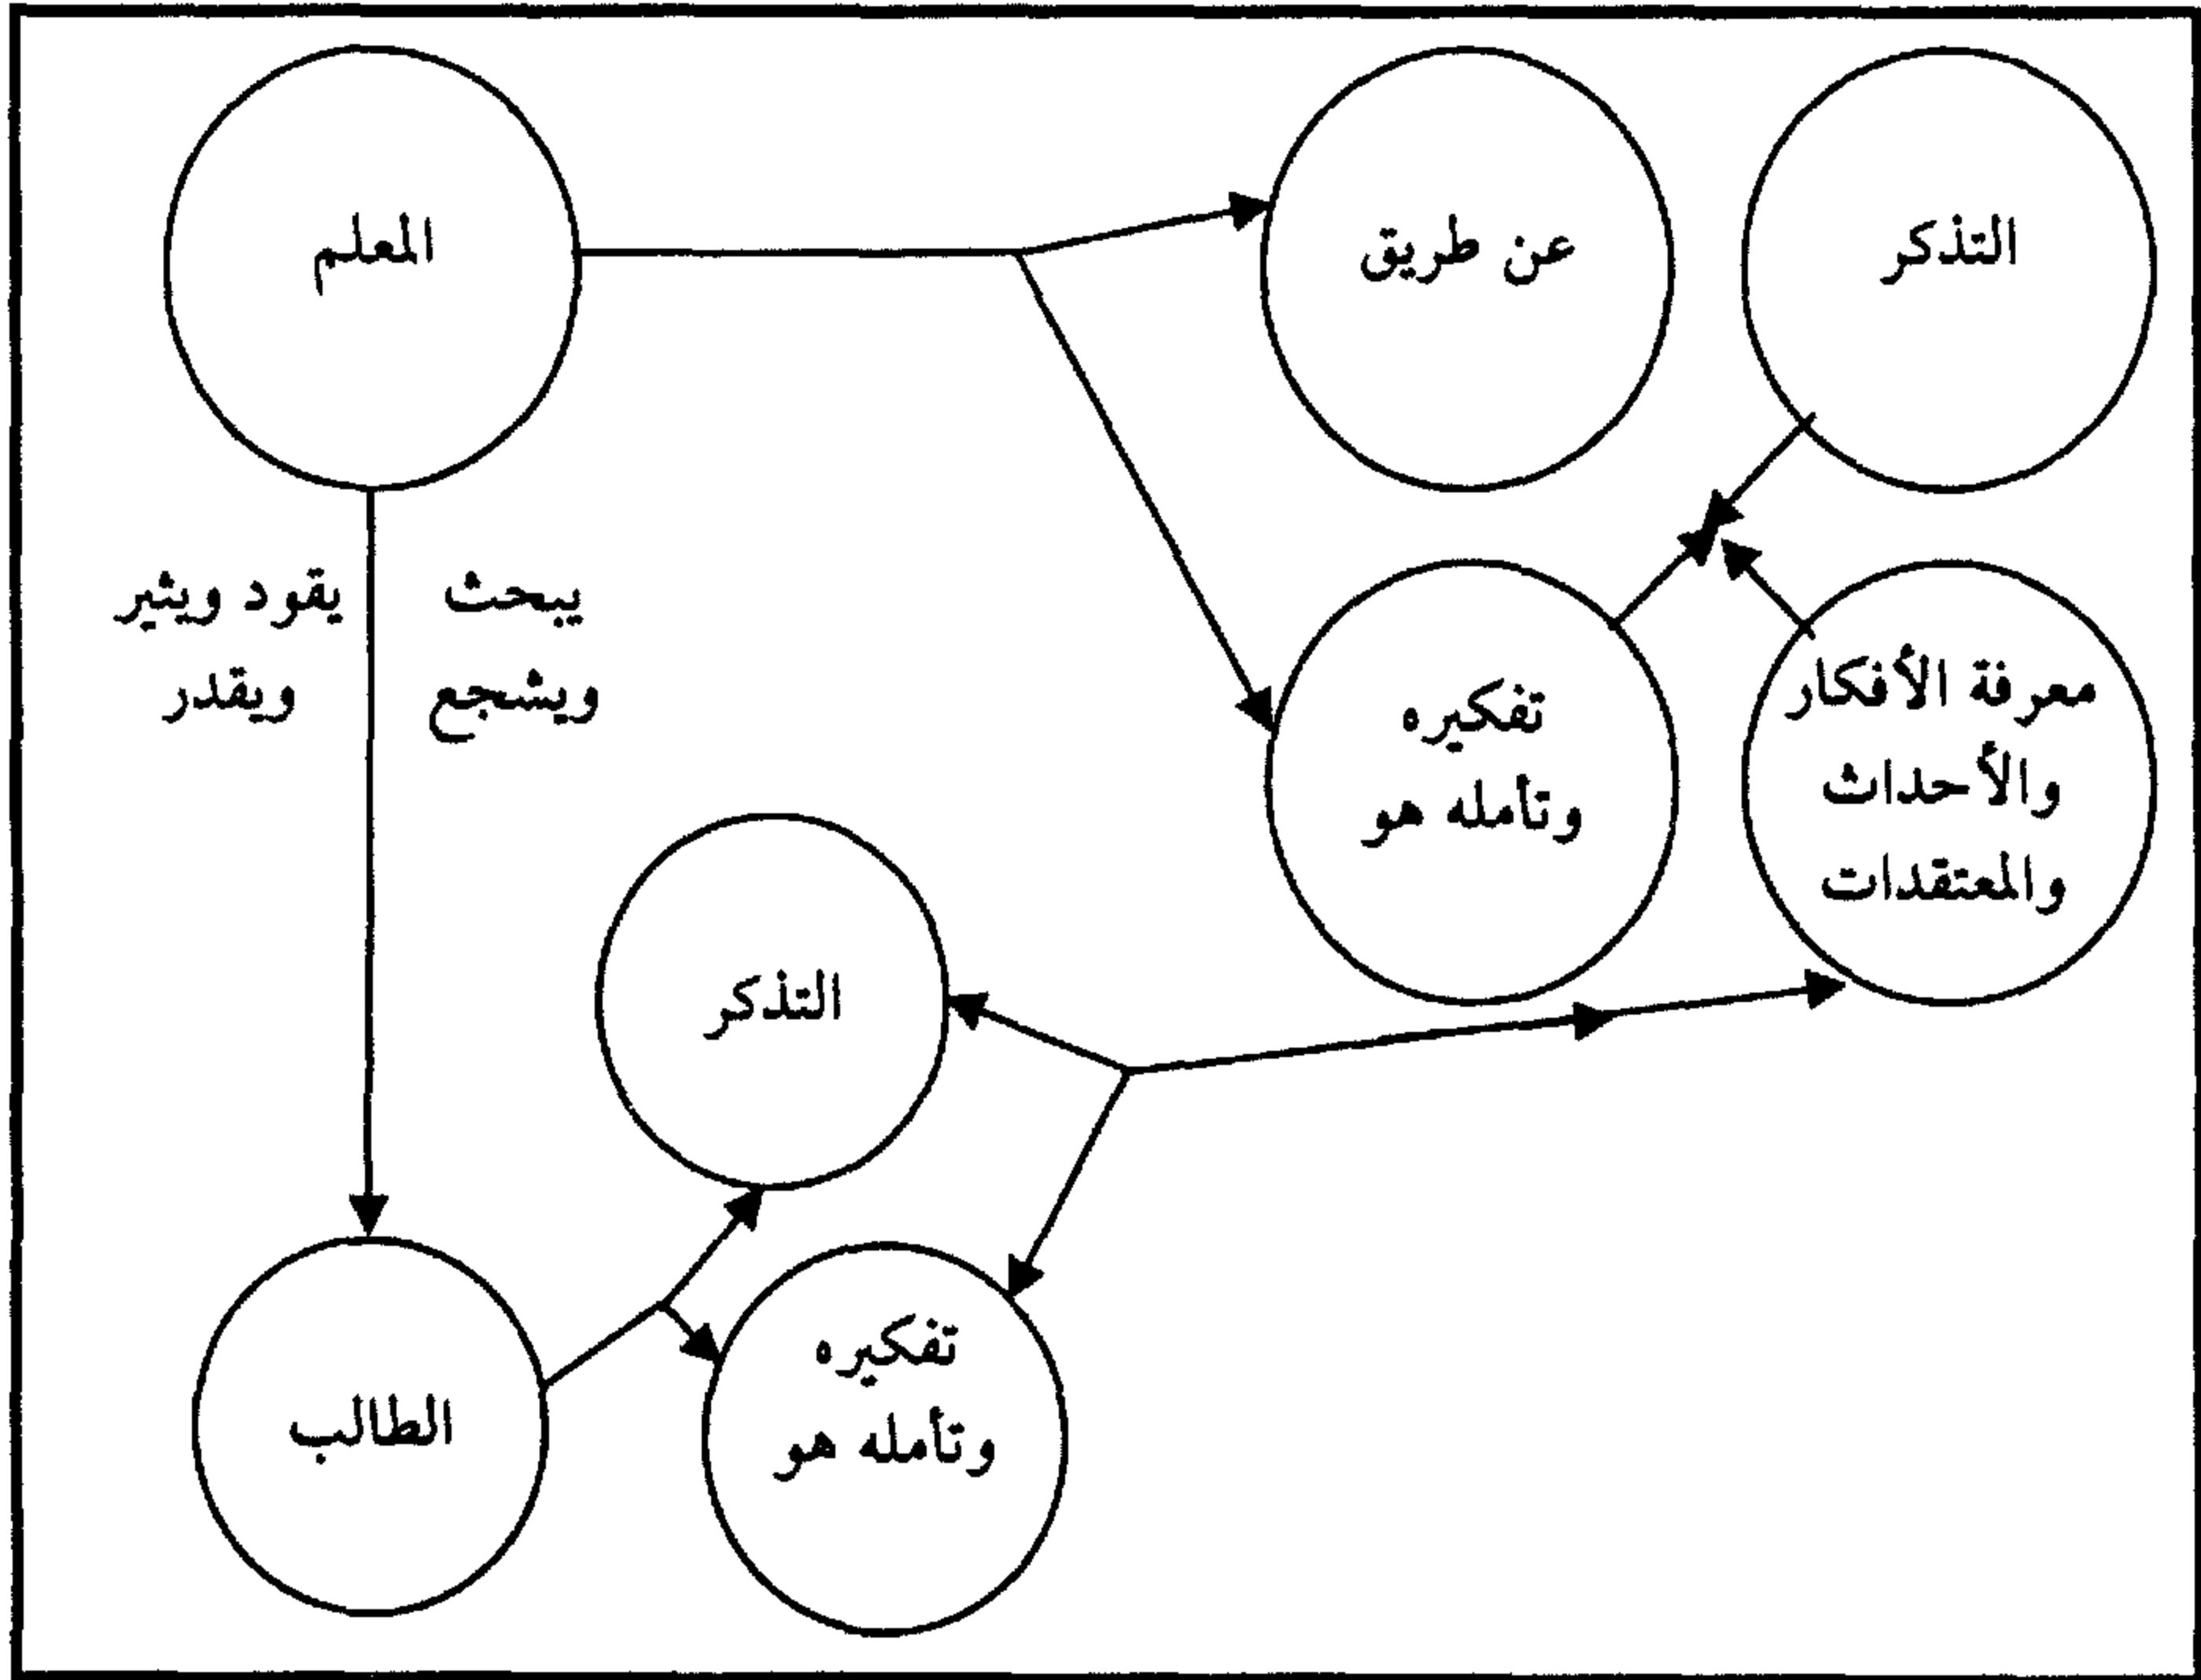 التذكر
عن طريق
المعلم
يبحث
ويشجع
يقود ويثير
ويقدر
معرفة الأفكار
والأحداث
والمعتقدات
تفكيره
وتأمله هو
التذكر
تفكيره
وتأمله هو
الطالب